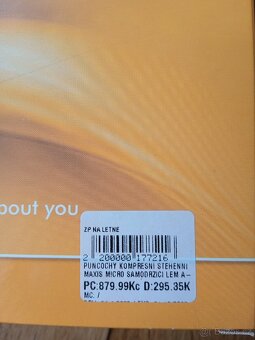 bout you
ZP NA LETNE
2 200000 177216
PUNCOCHY KOMPRESNI STEHENNI
MAXIS MICRO SAMODRZICI LEM A-
PC:879.99Kc D:295.35K
MC: /